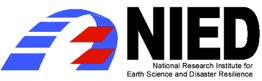 NIED
National Research Institute for
Earth Science and Disaster Resilience